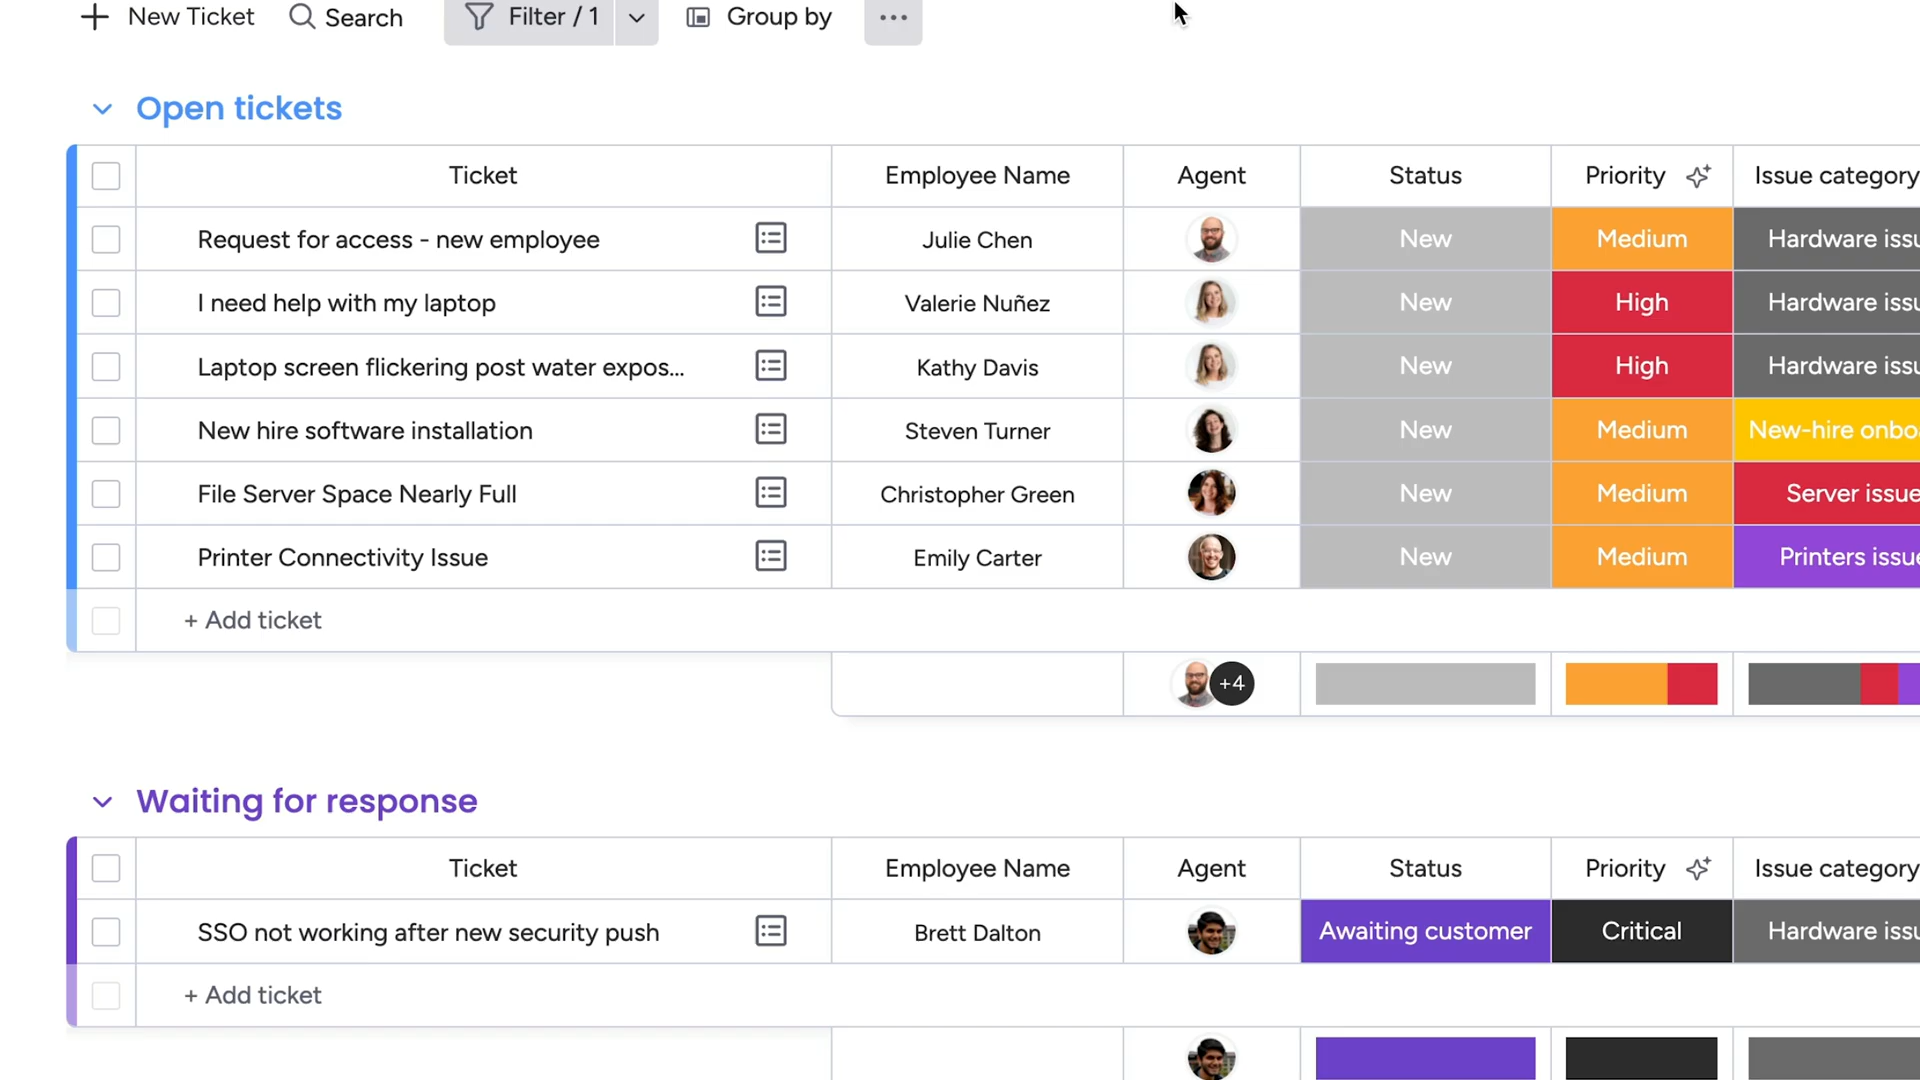 New Ticket Search Filter / 1 Group by
Open tickets
Ticket Employee Name Agent Status Priority Issue category
Request for access - new employee Julie Chen New Medium Hardware issu
I need help with my laptop Valerie Nuñez New High Hardware issu
Laptop screen flickering post water expos... Kathy Davis New High Hardware issu
New hire software installation Steven Turner New Medium New-hire onbo
File Server Space Nearly Full Christopher Green New Medium Server issue
Printer Connectivity Issue Emily Carter New Medium Printers issue
+ Add ticket
+4
Waiting for response
Ticket Employee Name Agent Status Priority Issue category
SSO not working after new security push Brett Dalton Awaiting customer Critical Hardware issu
+ Add ticket